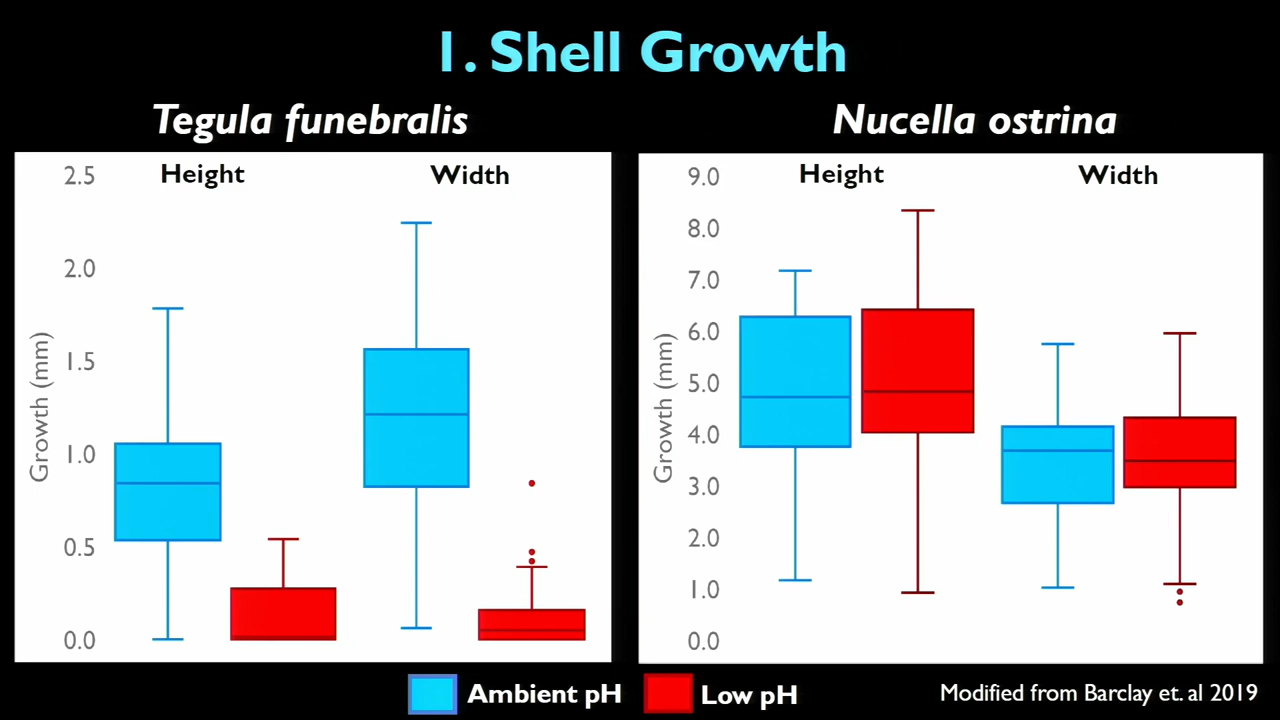 1. Shell Growth
Tegula funebralis
Nucella ostrina
Height
Width
2.5
2.0
1.5
1.0
0.5
0.0
Growth (mm)
Height
Width
9.0
8.0
7.0
6.0
5.0
4.0
3.0
2.0
1.0
0.0
Growth (mm)
Ambient pH
Low pH
Modified from Barclay et. al 2019